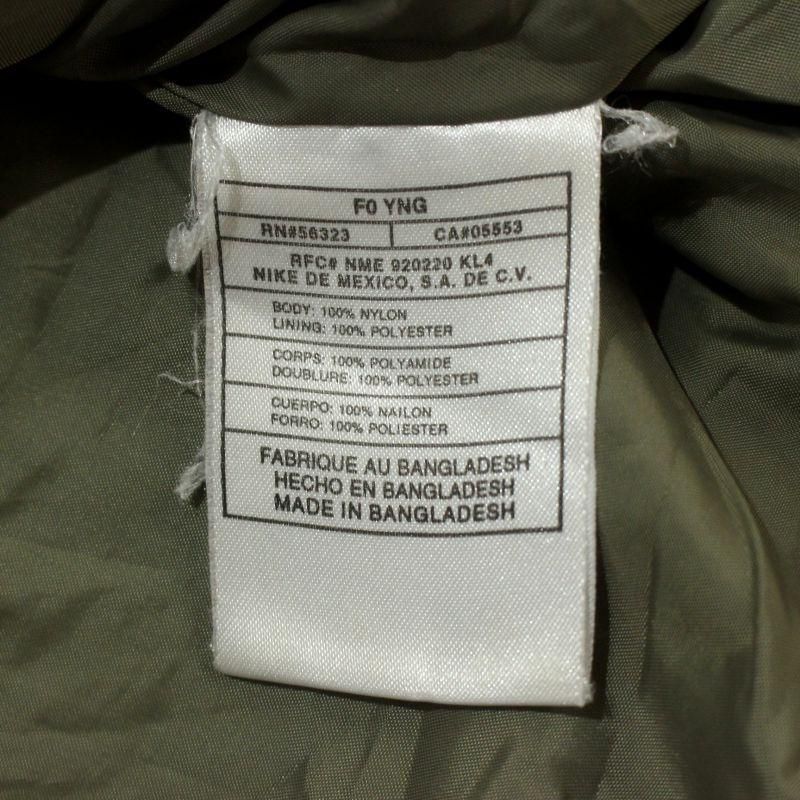 F0 YNG
RN#56323 CA#05553
RFC# NME 920220 KL4
NIKE DE MEXICO, S.A. DE C.V.
BODY: 100% NYLON
LINING: 100% POLYESTER
CORPS: 100% POLYAMIDE
DOUBLURE: 100% POLYESTER
CUERPO: 100% NAILON
FORRO: 100% POLIESTER
FABRIQUE AU BANGLADESH
HECHO EN BANGLADESH
MADE IN BANGLADESH